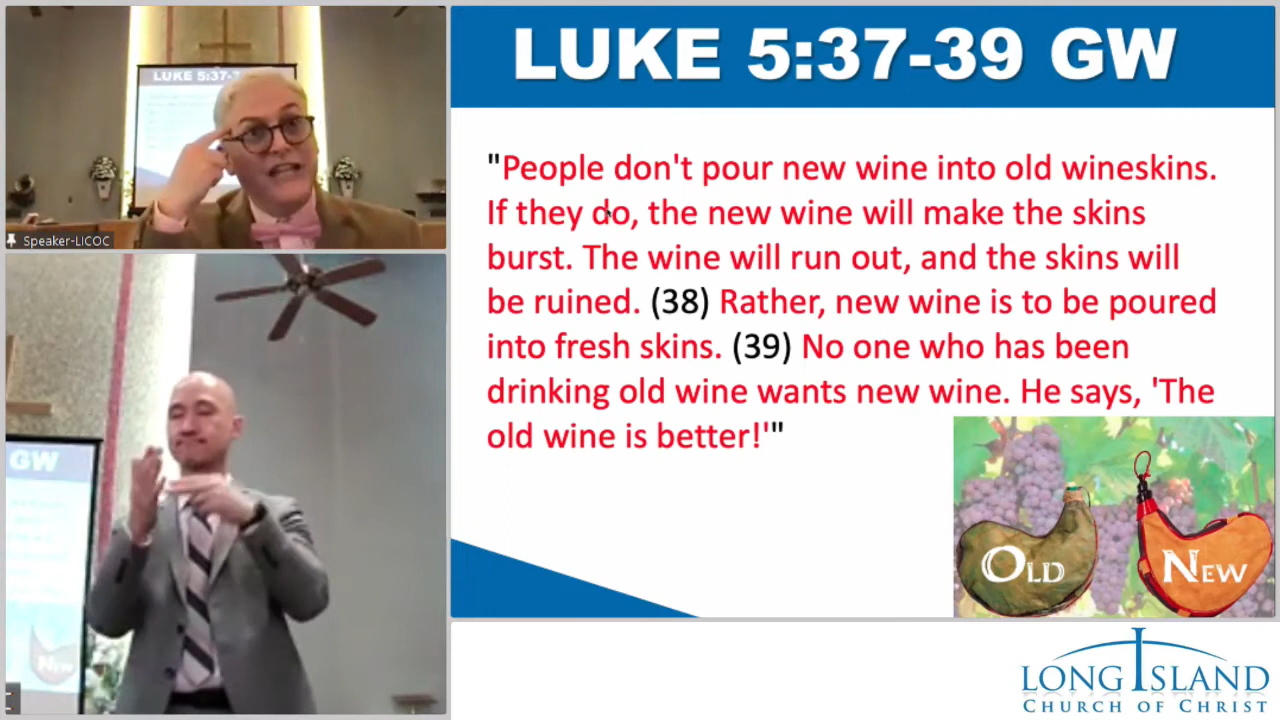 LUKE 5:37-
Speaker-LICOC
GW
New
LUKE 5:37-39 GW
"People don't pour new wine into old wineskins.
If they do, the new wine will make the skins
burst. The wine will run out, and the skins will
be ruined. (38) Rather, new wine is to be poured
into fresh skins. (39) No one who has been
drinking old wine wants new wine. He says, 'The
old wine is better!'"
OLD
NEW
LONG ISLAND
CHURCH OF CHRIST